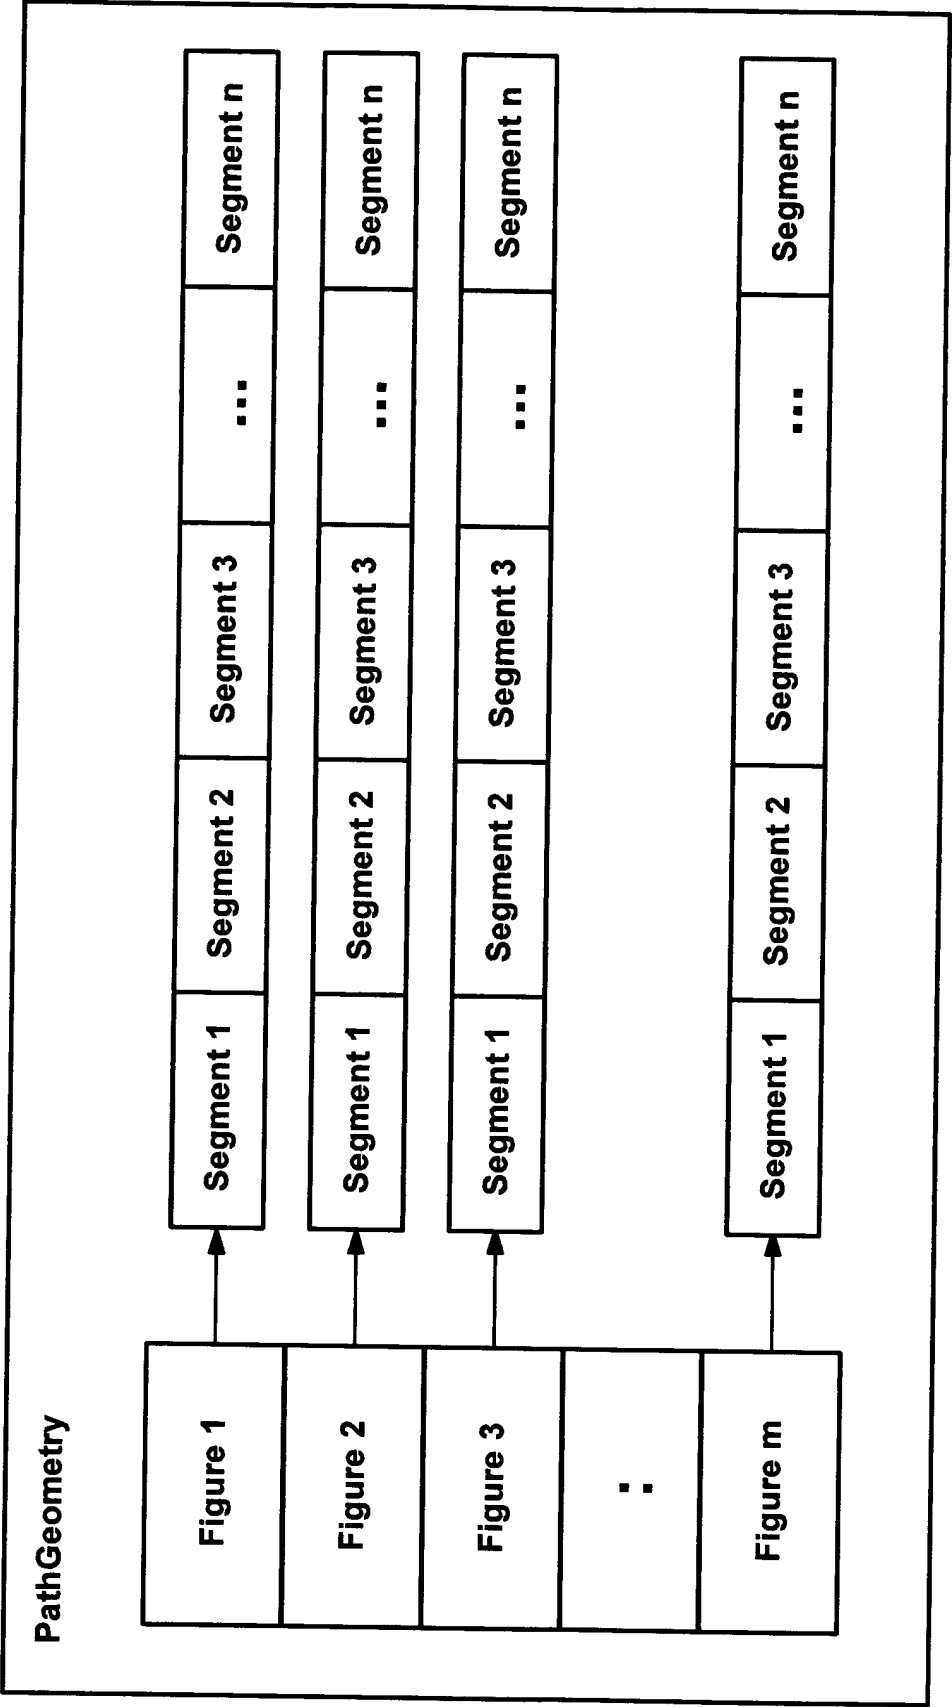 PathGeometry
Figure 1
Segment 1
Segment 2
Segment 3
...
Segment n
Figure 2
Segment 1
Segment 2
Segment 3
...
Segment n
Figure 3
Segment 1
Segment 2
Segment 3
...
Segment n
:
Figure m
Segment 1
Segment 2
Segment 3
...
Segment n